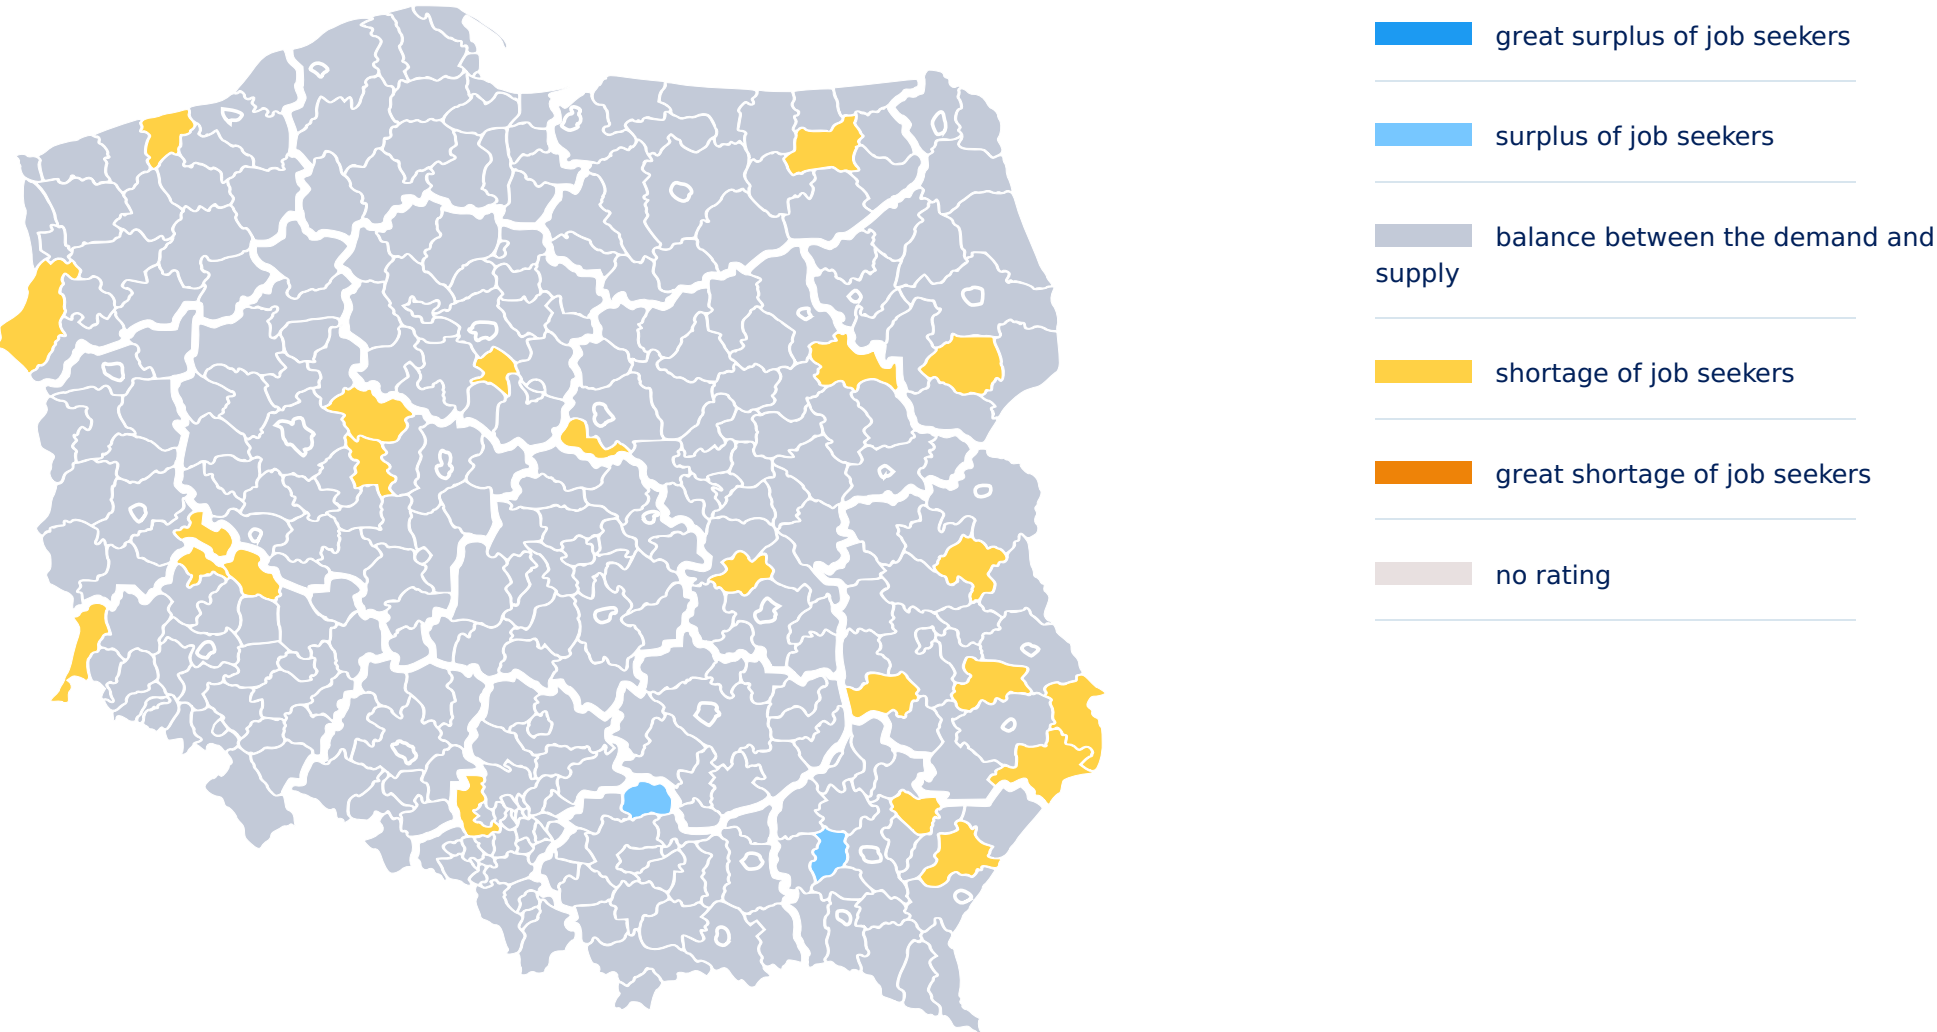 great surplus of job seekers
surplus of job seekers
balance between the demand and
supply
shortage of job seekers
great shortage of job seekers
no rating